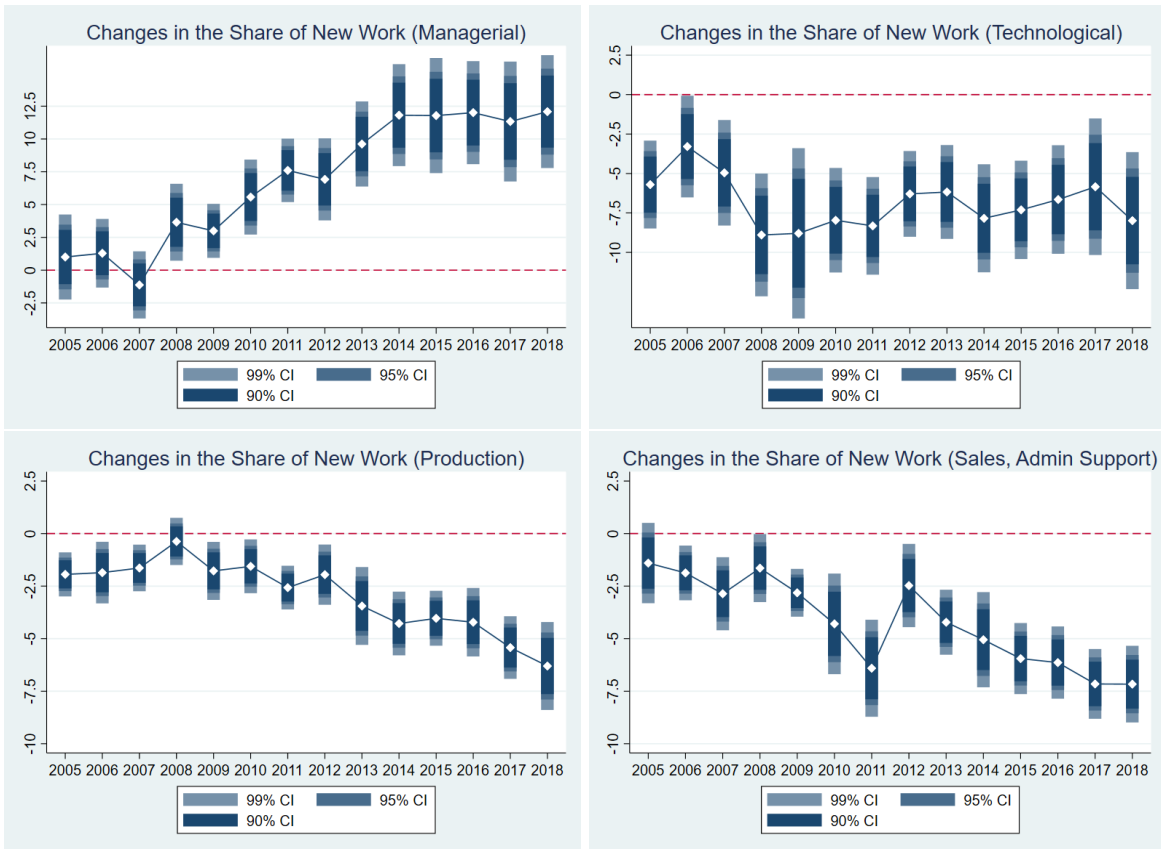 Changes in the Share of New Work (Managerial)
12.5
10
7.5
5
2.5
0
-2.5
2005 2006 2007 2008 2009 2010 2011 2012 2013 2014 2015 2016 2017 2018
99% CI 95% CI
90% CI
Changes in the Share of New Work (Technological)
2.5
0
-2.5
-5
-7.5
-10
2005 2006 2007 2008 2009 2010 2011 2012 2013 2014 2015 2016 2017 2018
99% CI 95% CI
90% CI
Changes in the Share of New Work (Production)
2.5
0
-2.5
-5
-7.5
-10
2005 2006 2007 2008 2009 2010 2011 2012 2013 2014 2015 2016 2017 2018
99% CI 95% CI
90% CI
Changes in the Share of New Work (Sales, Admin Support)
2.5
0
-2.5
-5
-7.5
-10
2005 2006 2007 2008 2009 2010 2011 2012 2013 2014 2015 2016 2017 2018
99% CI 95% CI
90% CI